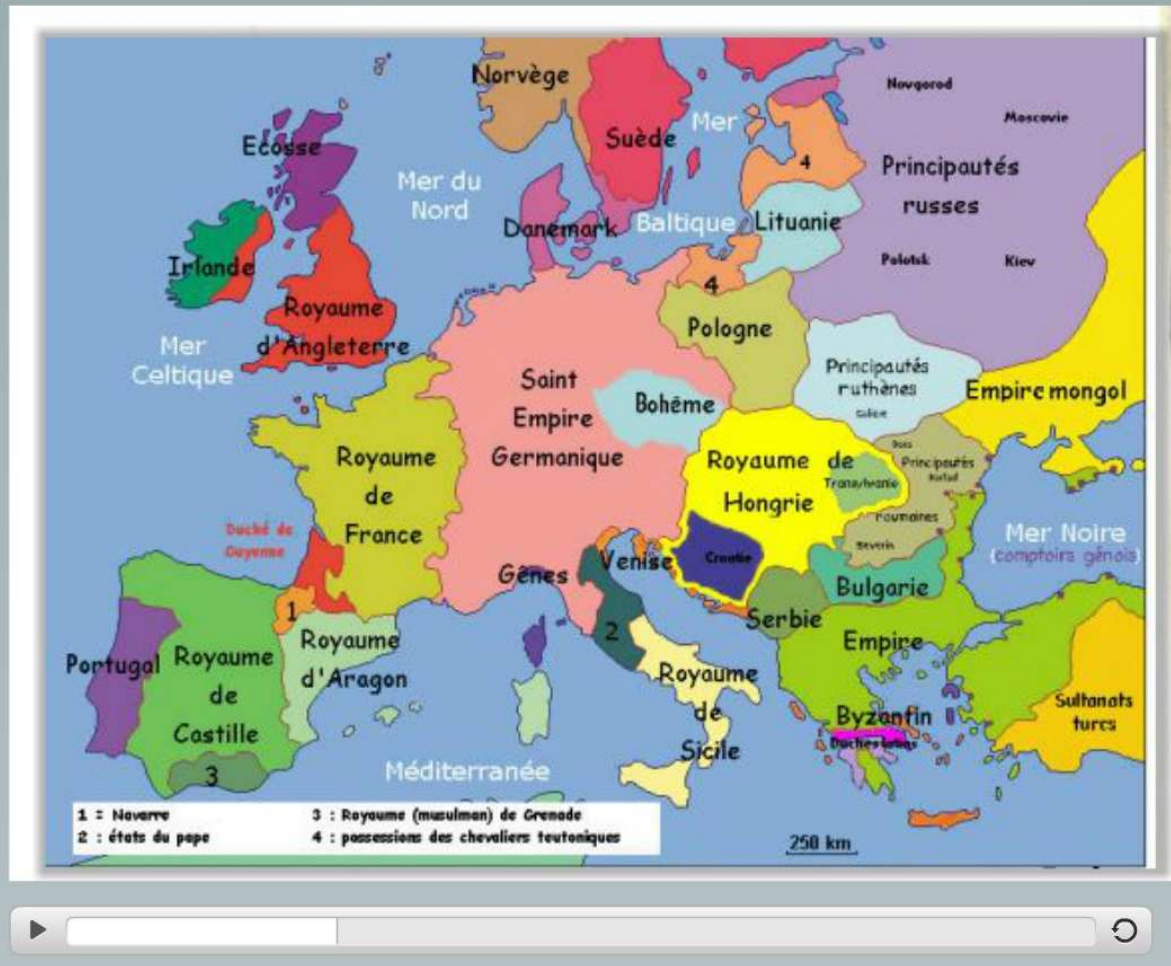 Norvège
Suède
Mer
Baltique
Novgorod
Moscovie
Principautés
russes
Polotsk
Kiev
Ecosse
Mer du
Nord
Danemark
4
Lituanie
Irlande
Royaume
d'Angleterre
Mer
Celtique
4
Pologne
Saint
Empire
Germanique
Bohême
Principautés
ruthènes
Empire mongol
Royaume
de
France
Royaume de
Hongrie
Transylvanie
Principautés
roumaines
Severin
Duché de
Guyenne
Mer Noire
(comptoirs génois)
Gênes
Venise
Croatie
Bulgarie
Serbie
1
2
Portugal
Royaume
de
Castille
Royaume
d'Aragon
Royaume
de
Sicile
Empire
Byzantin
Duchés latins
Sultanats
turcs
3
Méditerranée
1 = Navarre
2 : états du pape
3 : Royaume (musulman) de Grenade
4 : possessions des chevaliers teutoniques
250 km